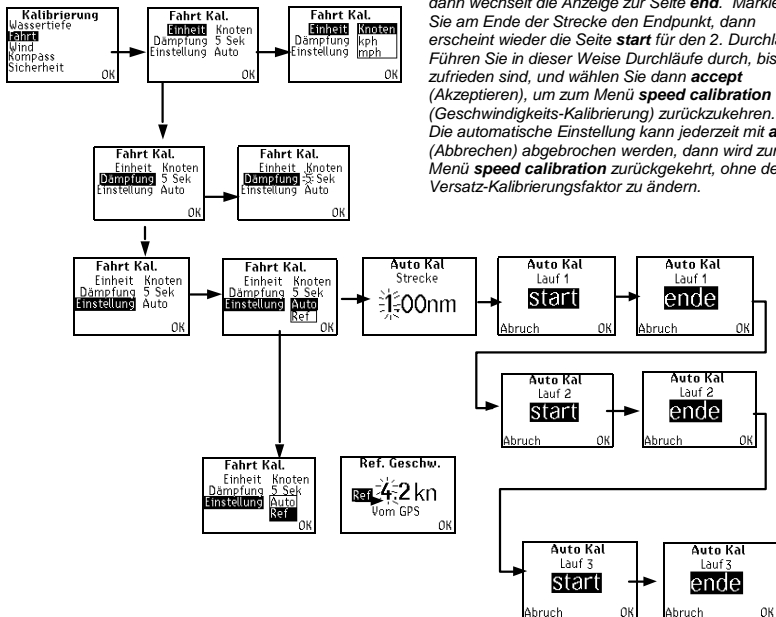 Kalibrierung
Wassertiefe
Fahrt
Wind
Kompass
Sicherheit
OK
Fahrt Kal.
Einheit Knoten
Dämpfung 5 Sek
Einstellung Auto
OK
Fahrt Kal.
Einheit Knoten
Dämpfung kph
Einstellung mph
OK
dann wechselt die Anzeige zur Seite end. Markie
Sie am Ende der Strecke den Endpunkt, dann
erscheint wieder die Seite start für den 2. Durchla
Führen Sie in dieser Weise Durchläufe durch, bis
zufrieden sind, und wählen Sie dann accept
(Akzeptieren), um zum Menü speed calibration
(Geschwindigkeits-Kalibrierung) zurückzukehren.
Die automatische Einstellung kann jederzeit mit a
(Abbrechen) abgebrochen werden, dann wird zum
Menü speed calibration zurückgekehrt, ohne de
Versatz-Kalibrierungsfaktor zu ändern.
Fahrt Kal.
Einheit Knoten
Dämpfung 5 Sek
Einstellung Auto
OK
Fahrt Kal.
Einheit Knoten
Dämpfung 5 Sek
Einstellung Auto
OK
Fahrt Kal.
Einheit Knoten
Dämpfung 5 Sek
Einstellung Auto
OK
Fahrt Kal.
Einheit Knoten
Dämpfung 5 Sek
Einstellung Auto
Ref
OK
Auto Kal
Strecke
1.00nm
Auto Kal
Lauf 1
start
Abruch OK
Auto Kal
Lauf 1
ende
Abruch OK
Auto Kal
Lauf 2
start
Abruch OK
Auto Kal
Lauf 2
ende
Abruch OK
Fahrt Kal.
Einheit Knoten
Dämpfung 5 Sek
Einstellung Auto
Ref
OK
Ref. Geschw.
Ref 4.2 kn
Vom GPS
OK
Auto Kal
Lauf 3
start
Abruch OK
Auto Kal
Lauf 3
ende
Abruch OK